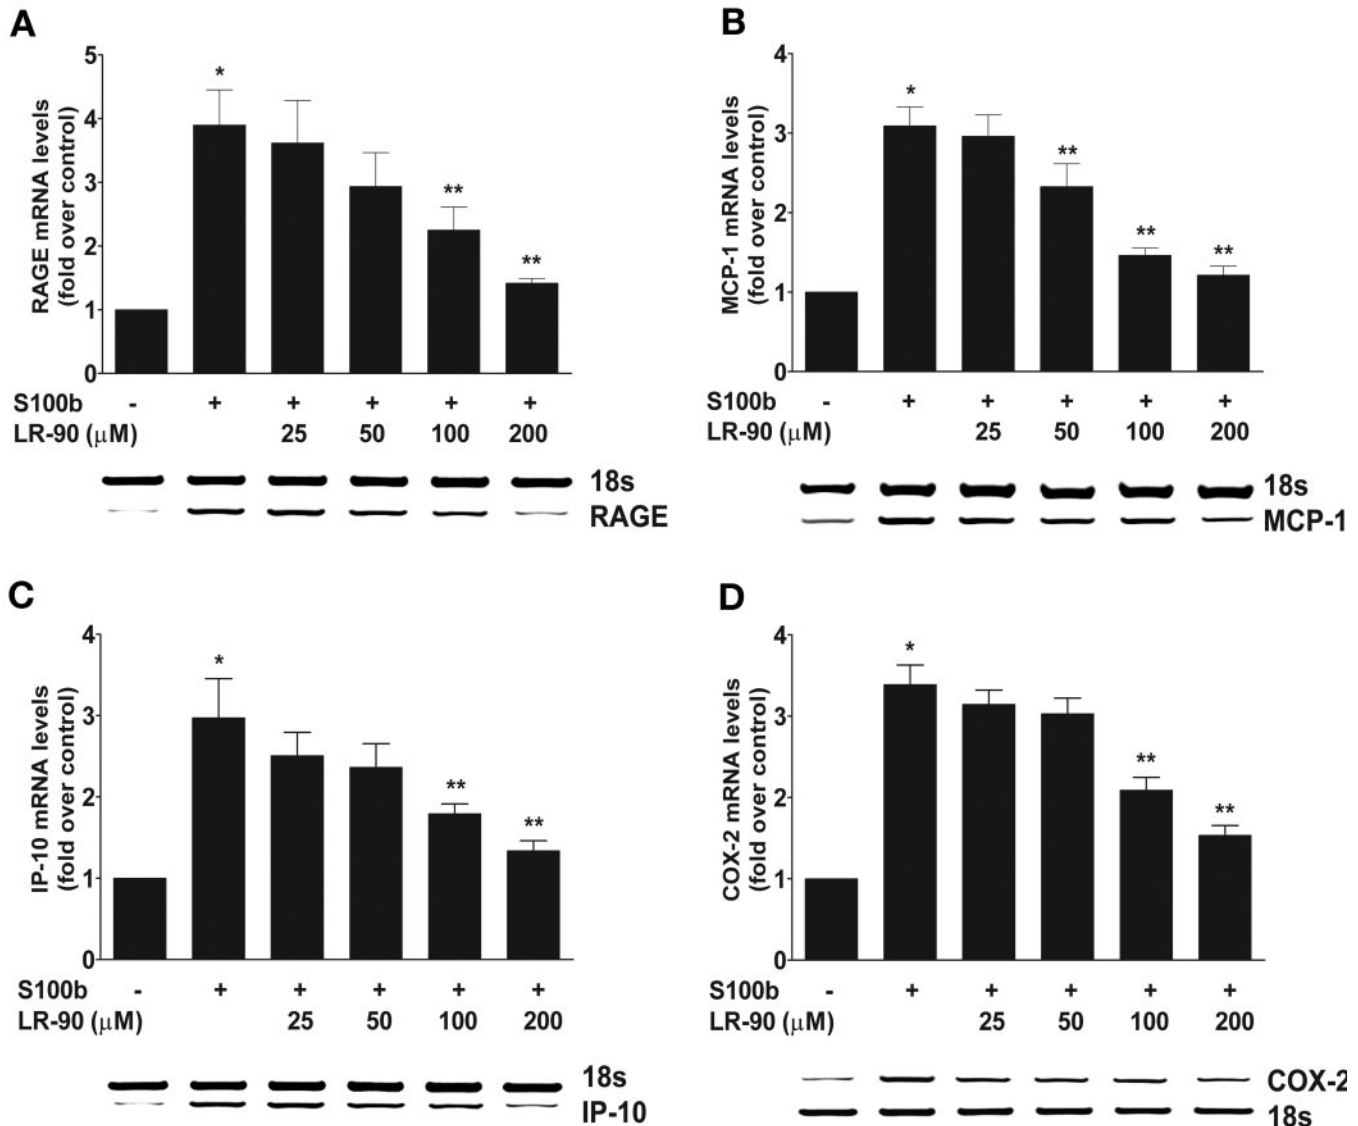 A
RAGE mRNA levels
(fold over control)
5
4
3
2
1
0
*
**
**
S100b - + + + + +
LR-90 (μM) 25 50 100 200
18s
RAGE
B
MCP-1 mRNA levels
(fold over control)
4
3
2
1
0
*
**
**
**
S100b - + + + + +
LR-90 (μM) 25 50 100 200
18s
MCP-1
C
IP-10 mRNA levels
(fold over control)
4
3
2
1
0
*
**
**
S100b - + + + + +
LR-90 (μM) 25 50 100 200
18s
IP-10
D
COX-2 mRNA levels
(fold over control)
4
3
2
1
0
*
**
**
S100b - + + + + +
LR-90 (μM) 25 50 100 200
COX-2
18s